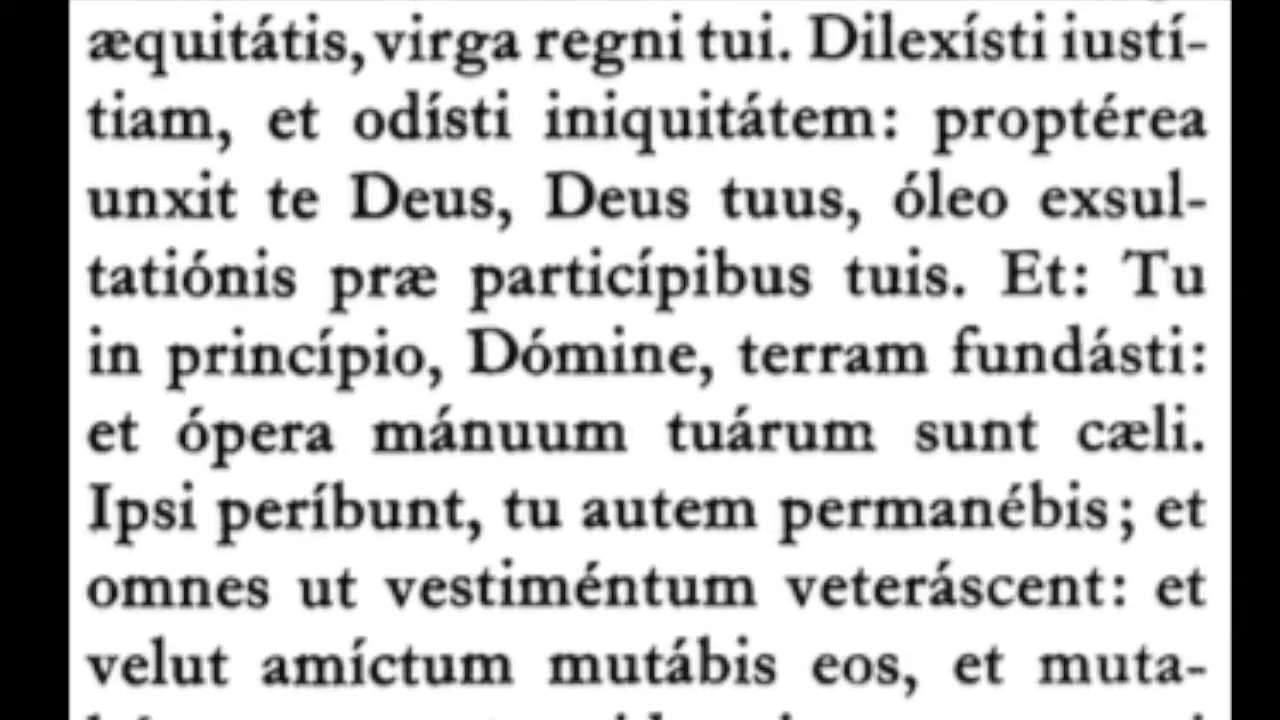 æquitátis, virga regni tui. Dilexísti iustí-
tiam, et odísti iniquitátem: proptérea
unxit te Deus, Deus tuus, óleo exsul-
tatiónis præ particípibus tuis. Et: Tu
in princípio, Dómine, terram fundásti:
et ópera mánuum tuárum sunt cæli.
Ipsi períbunt, tu autem permanébis; et
omnes ut vestiméntum veteráscent: et
velut amíctum mutábis eos, et muta-